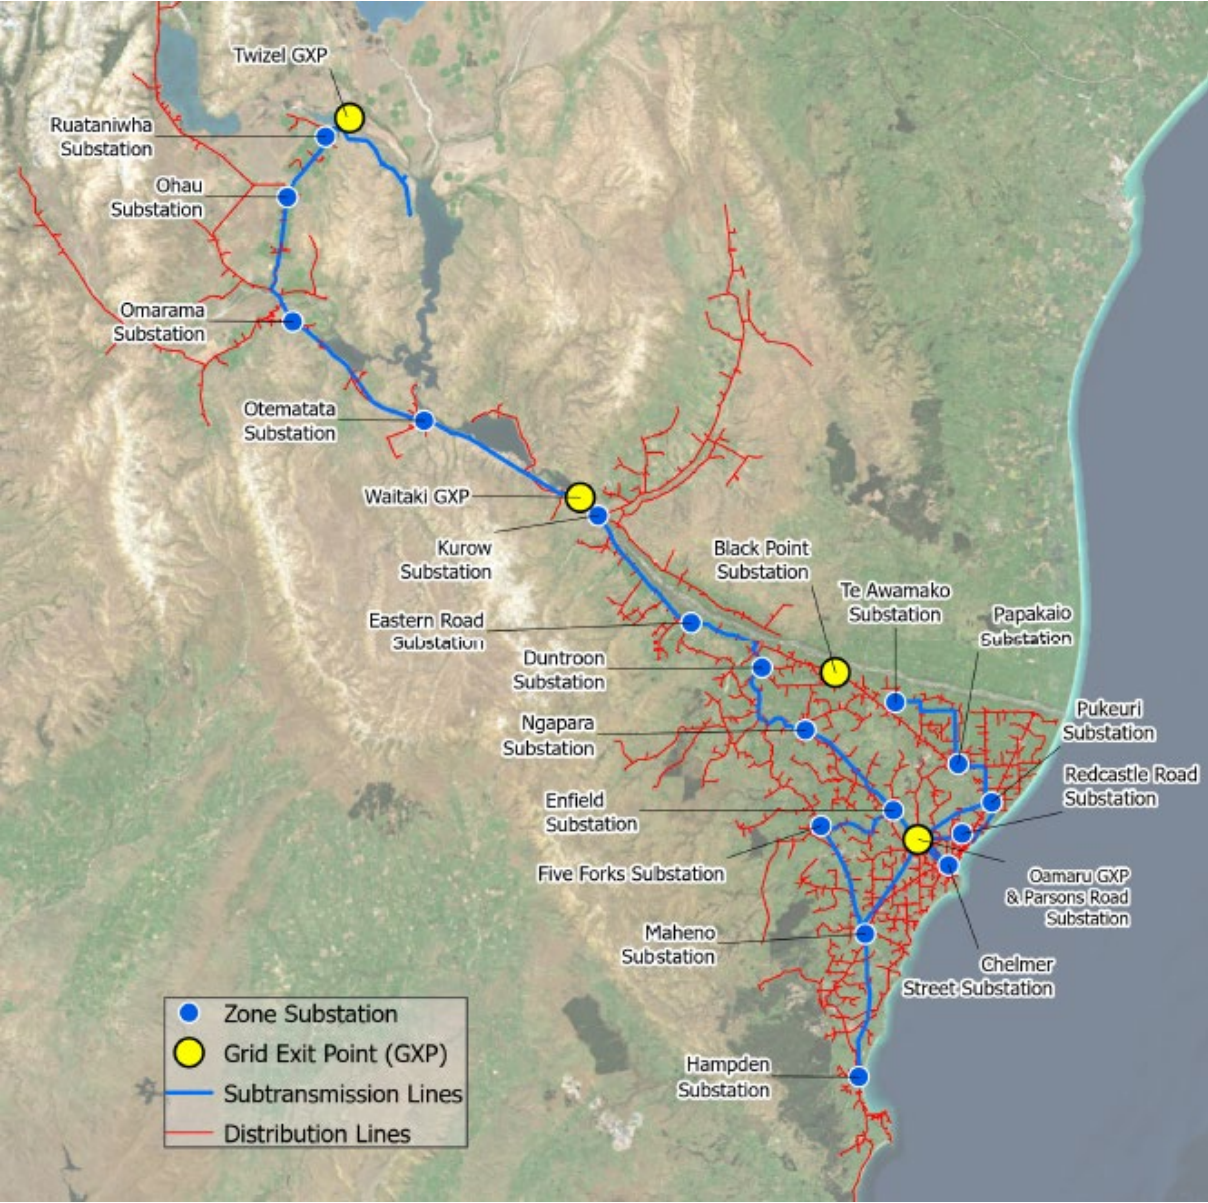 Twizel GXP
Ruataniwha
Substation
Ohau
Substation
Omarama
Substation
Otematata
Substation
Waitaki GXP
Kurow
Substation
Black Point
Substation
Te Awamako
Substation
Papakaio
Substation
Eastern Road
Substation
Duntroon
Substation
Ngapara
Substation
Pukeuri
Substation
Redcastle Road
Substation
Enfield
Substation
Five Forks Substation
Oamaru GXP
& Parsons Road
Substation
Maheno
Substation
Chelmer
Street Substation
Hampden
Substation
Zone Substation
Grid Exit Point (GXP)
Subtransmission Lines
Distribution Lines